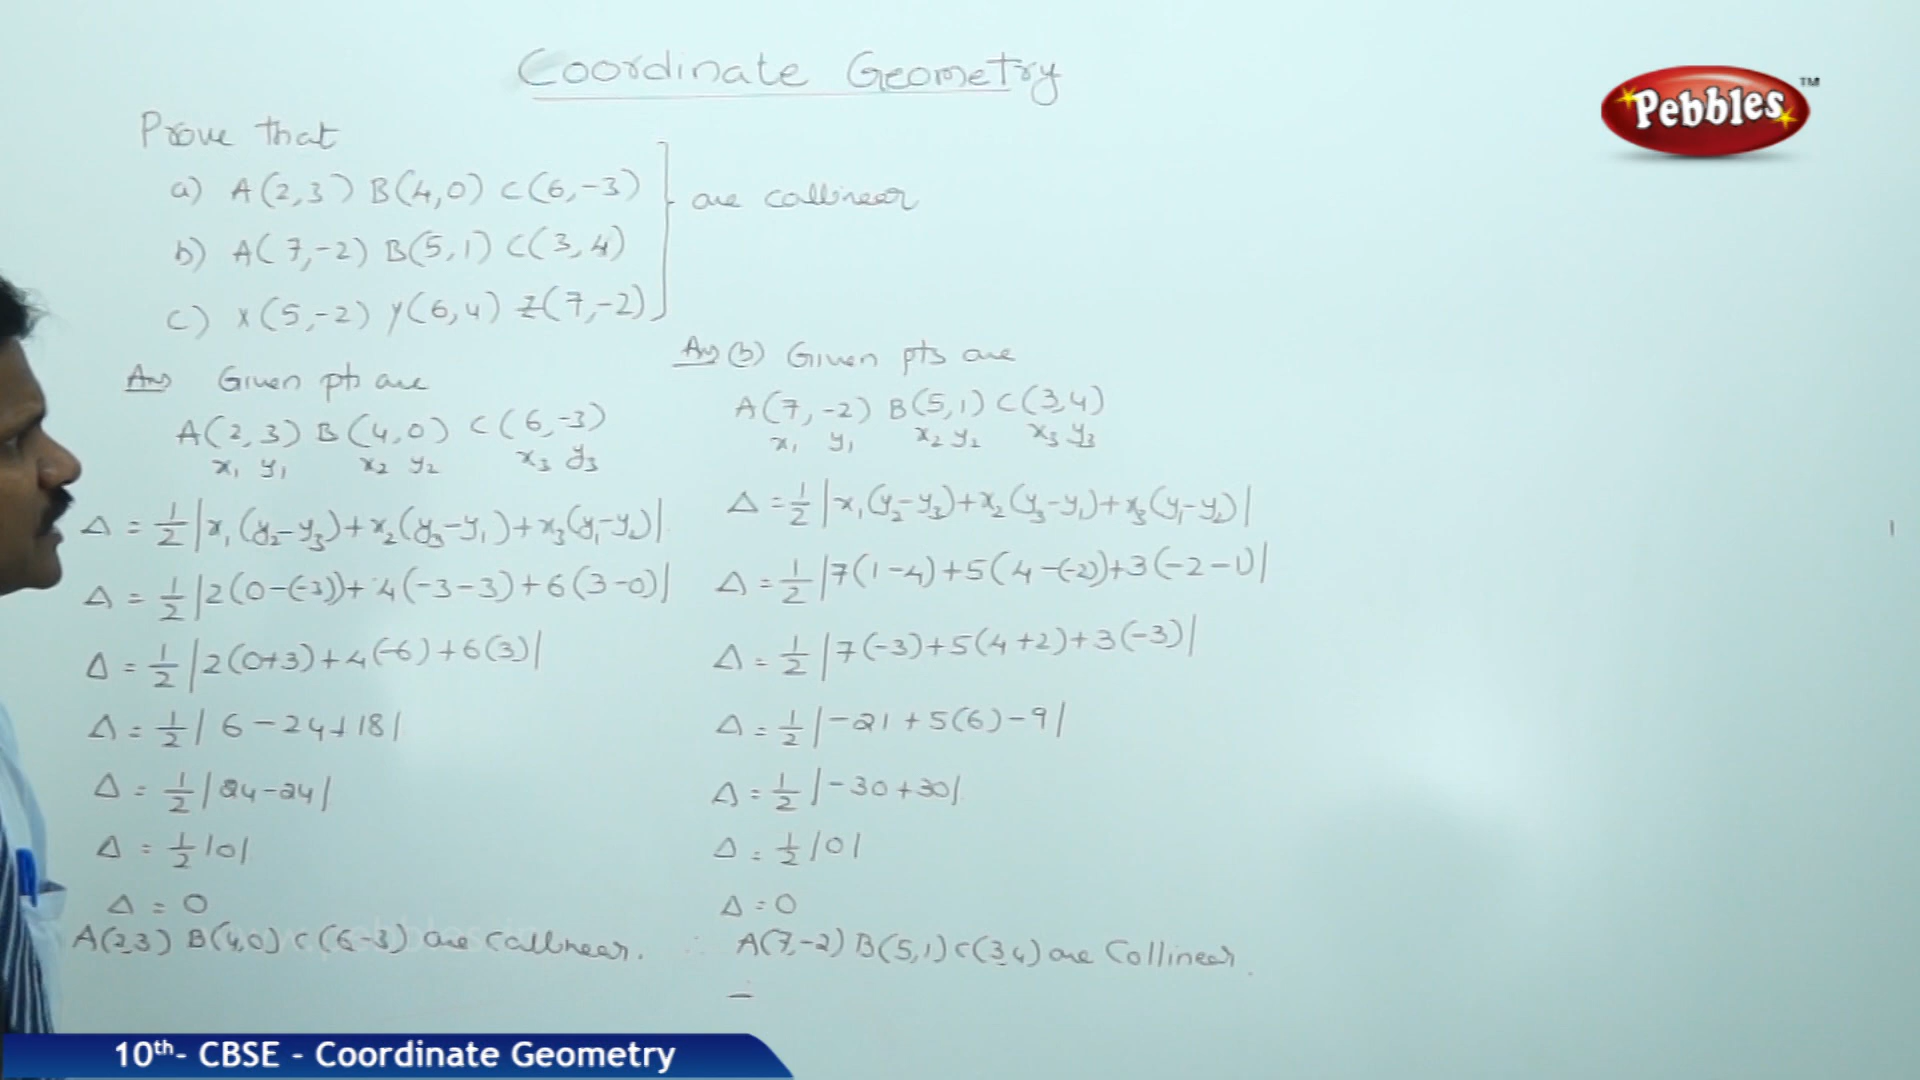 Coordinate Geometry
Pebbles™
Prove that
a) A(2,3) B(4,0) C(6,-3)
b) A(7,-2) B(5,1) C(3,4)
c) X(5,-2) Y(6,4) Z(7,-2)
} are collinear
Ans Given pts are
A(2,3) B(4,0) C(6,-3)
x₁ y₁ x₂ y₂ x₃ y₃
Δ = 1/2 |x₁(y₂-y₃)+x₂(y₃-y₁)+x₃(y₁-y₂)|
Δ = 1/2 |2(0-(-3))+4(-3-3)+6(3-0)|
Δ = 1/2 |2(0+3)+4(-6)+6(3)|
Δ = 1/2 |6-24+18|
Δ = 1/2 |24-24|
Δ = 1/2 |0|
Δ = 0
A(2,3) B(4,0) C(6,-3) are collinear.
Ans (b) Given pts are
A(7,-2) B(5,1) C(3,4)
x₁ y₁ x₂ y₂ x₃ y₃
Δ = 1/2 |x₁(y₂-y₃)+x₂(y₃-y₁)+x₃(y₁-y₂)|
Δ = 1/2 |7(1-4)+5(4-(-2))+3(-2-1)|
Δ = 1/2 |7(-3)+5(4+2)+3(-3)|
Δ = 1/2 |-21+5(6)-9|
Δ = 1/2 |-30+30|
Δ = 1/2 |0|
Δ = 0
∴ A(7,-2) B(5,1) C(3,4) are Collinear.
10th- CBSE - Coordinate Geometry